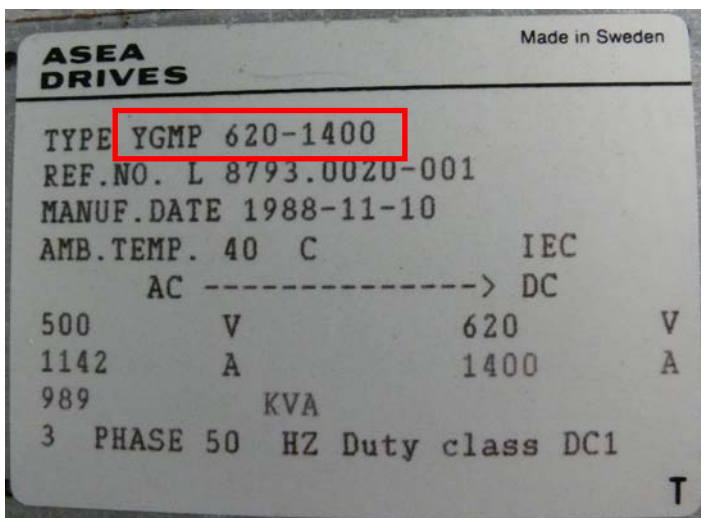 ASEA
DRIVES
Made in Sweden
TYPE YGMP 620-1400
REF.NO. L 8793.0020-001
MANUF.DATE 1988-11-10
AMB.TEMP. 40 C IEC
AC --------------> DC
500 V 620 V
1142 A 1400 A
989 KVA
3 PHASE 50 HZ Duty class DC1
T